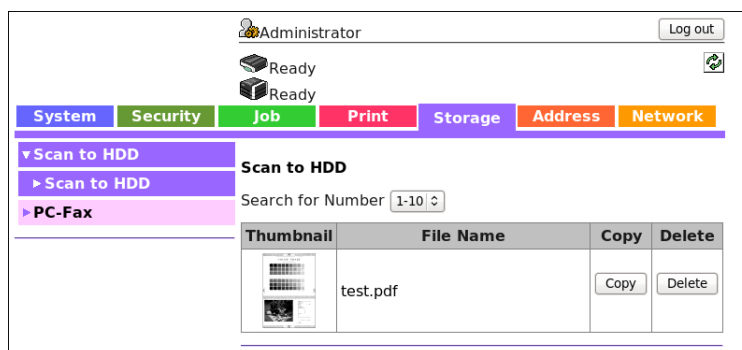 Administrator Log out
Ready
Ready
System Security Job Print Storage Address Network
Scan to HDD
Scan to HDD
PC-Fax
Scan to HDD
Search for Number 1-10
Thumbnail File Name Copy Delete
test.pdf Copy Delete